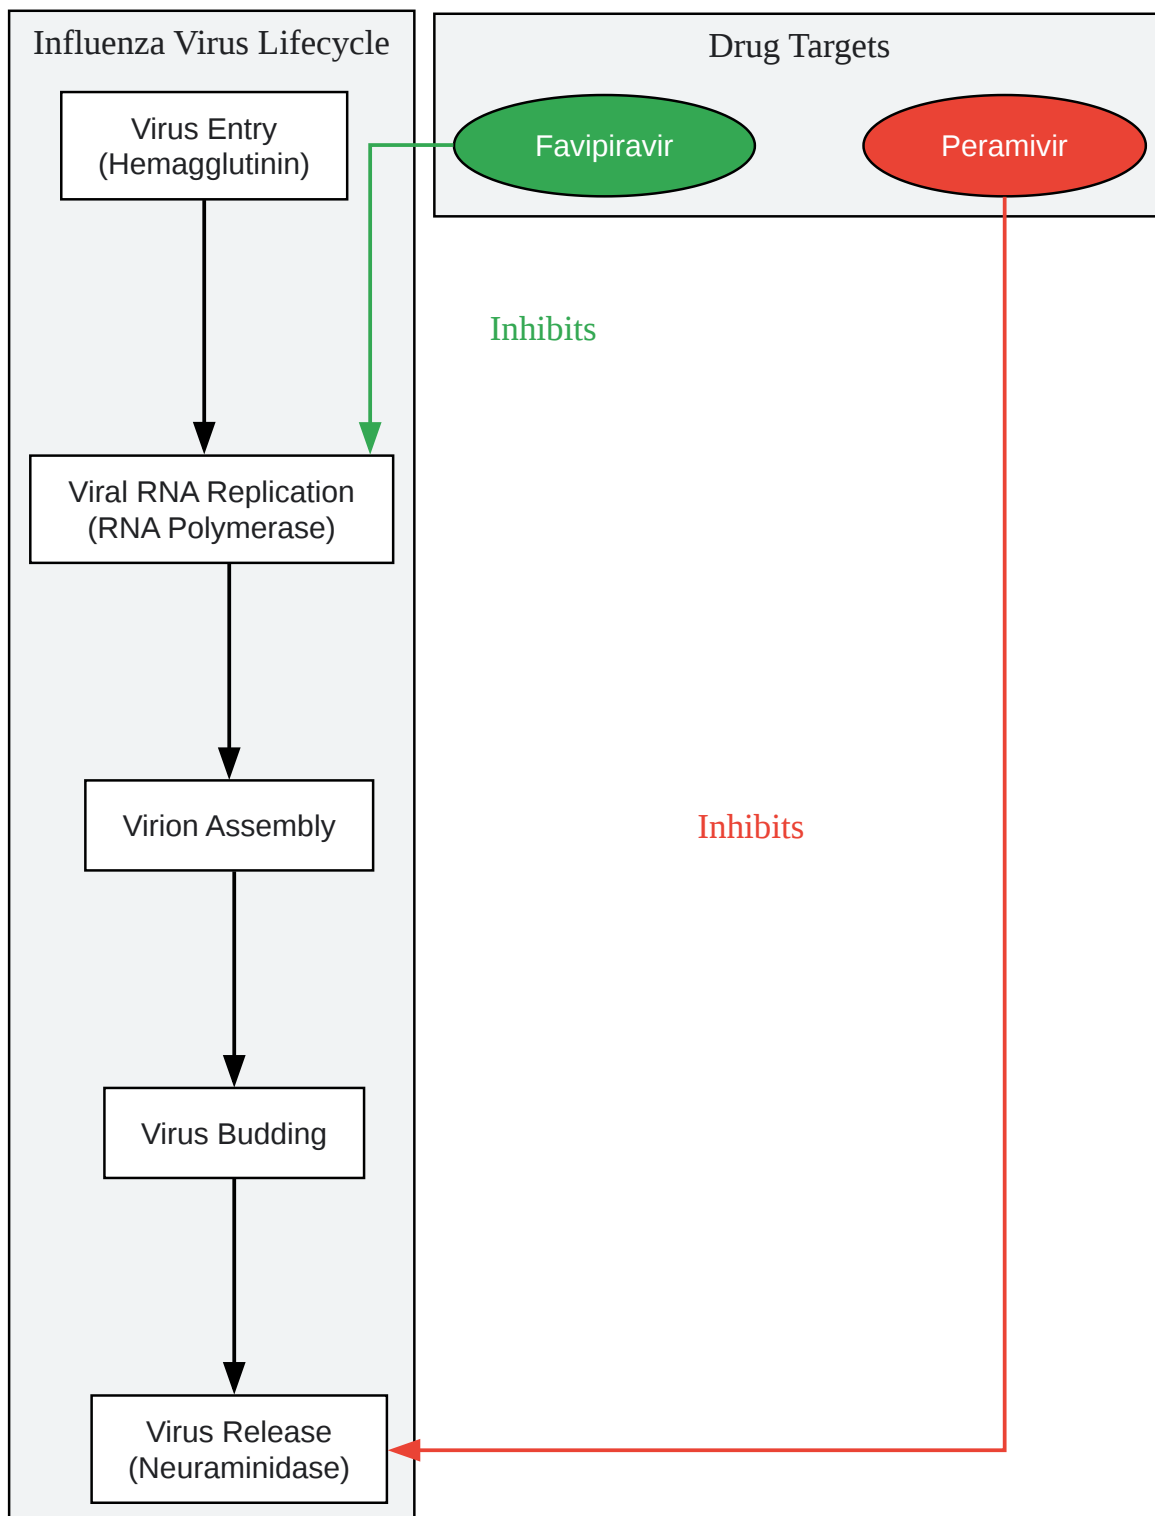 Influenza Virus Lifecycle
Drug Targets
Virus Entry
(Hemagglutinin)
Favipiravir
Peramivir
Inhibits
Viral RNA Replication
(RNA Polymerase)
Virion Assembly
Inhibits
Virus Budding
Virus Release
(Neuraminidase)